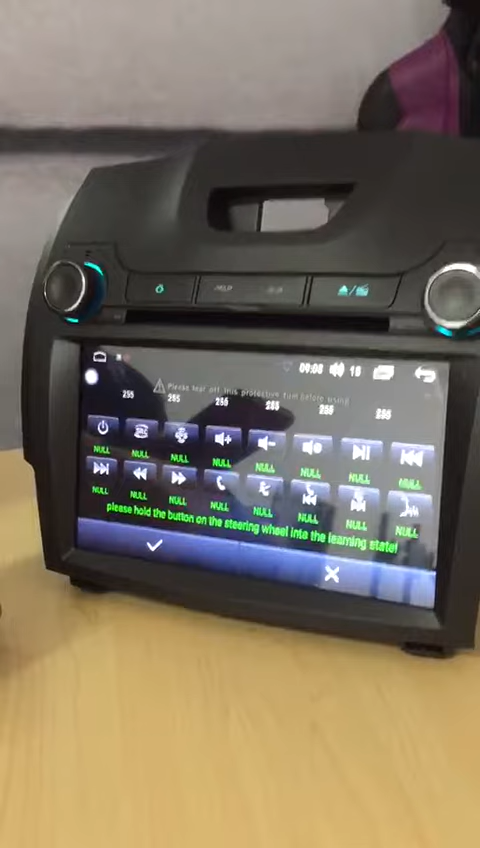 09:08 18
Please tear off this protective film before using
255 255 255 255 255 255
SRC
NULL NULL NULL NULL NULL NULL NULL NULL
NULL NULL NULL NULL NULL NULL NULL NULL
please hold the button on the steering wheel into the learning state!